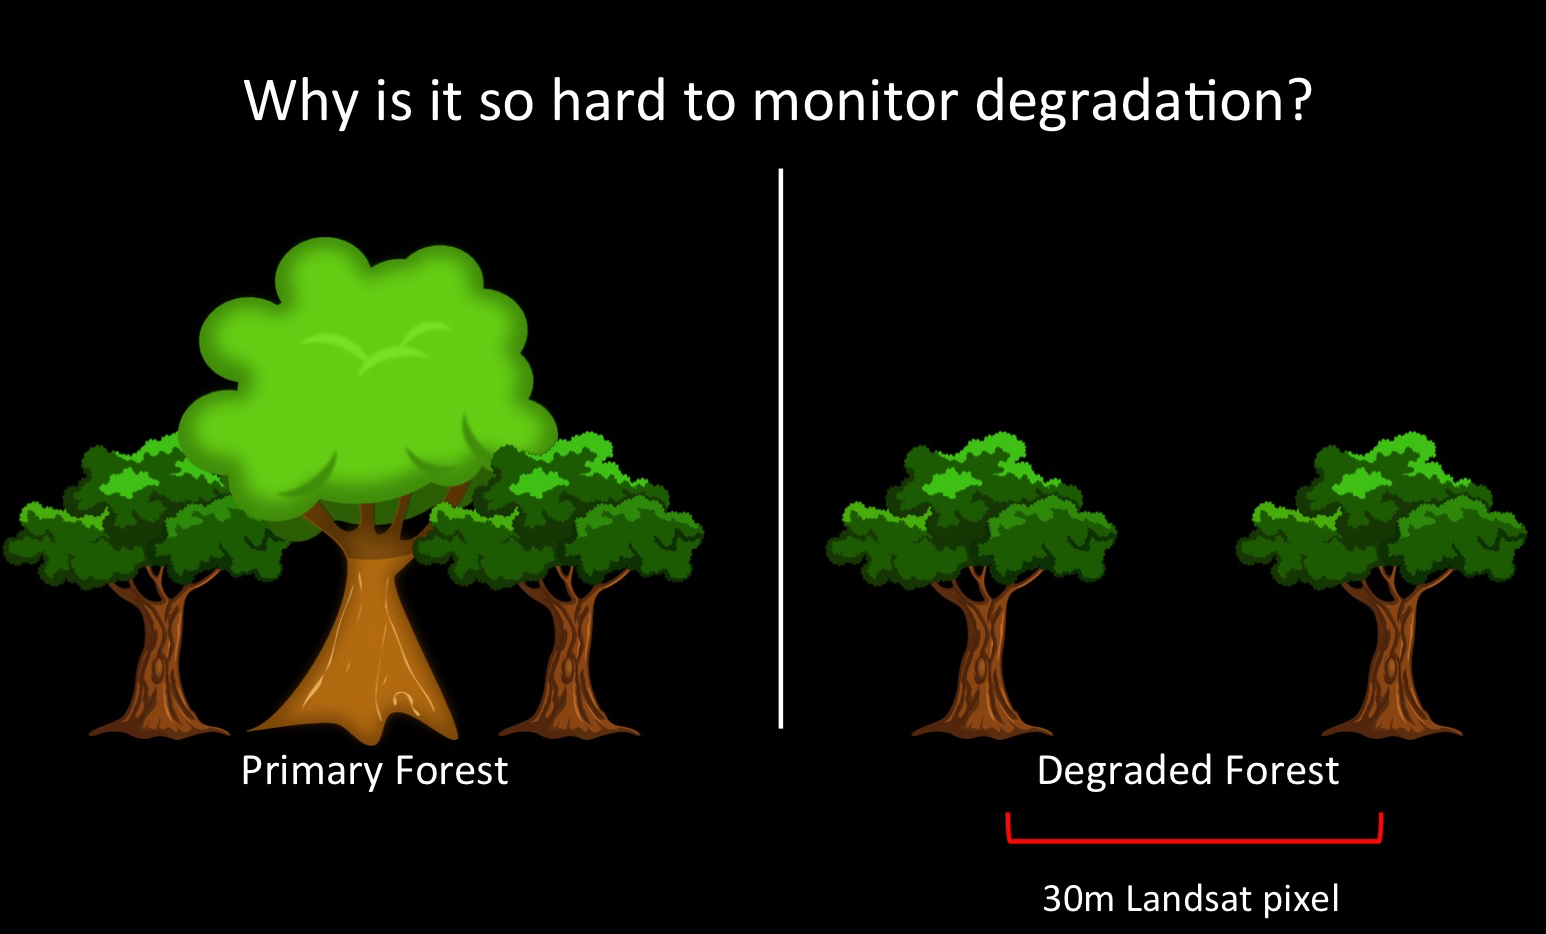 Why is it so hard to monitor degradation?
Primary Forest
Degraded Forest
30m Landsat pixel